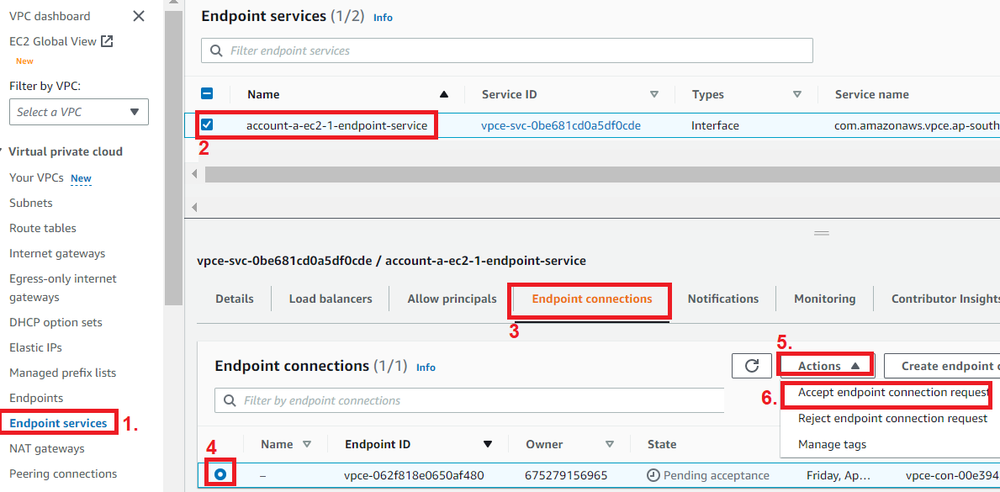 VPC dashboard
EC2 Global View
New
Filter by VPC:
Select a VPC
Virtual private cloud
Your VPCs New
Subnets
Route tables
Internet gateways
Egress-only internet
gateways
DHCP option sets
Elastic IPs
Managed prefix lists
Endpoints
Endpoint services 1.
NAT gateways
Peering connections
Endpoint services (1/2) Info
Filter endpoint services
Name Service ID Types Service name
account-a-ec2-1-endpoint-service vpce-svc-0be681cd0a5df0cde Interface com.amazonaws.vpce.ap-south
2
vpce-svc-0be681cd0a5df0cde / account-a-ec2-1-endpoint-service
Details Load balancers Allow principals Endpoint connections Notifications Monitoring Contributor Insights
3
5.
Endpoint connections (1/1) Info Actions Create endpoint
6. Accept endpoint connection request
Filter by endpoint connections
Reject endpoint connection request
Manage tags
4
Name Endpoint ID Owner State
– vpce-062f818e0650af480 675279156965 Pending acceptance Friday, Ap... vpce-con-00e394